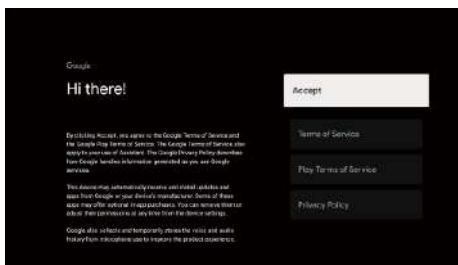 Google
Hi there!
By clicking Accept, you agree to the Google Terms of Service and
the Google Play Terms of Service. The Google Terms of Service also
apply to your use of Assistant. The Google Privacy Policy describes
how Google handles information generated as you use Google
services.
This device may automatically receive and install updates and
apps from Google or your device's manufacturer. Some of these
apps may offer optional in-app purchases. You can remove them or
adjust their permissions at any time from the device settings.
Google also collects and temporarily stores the voice and audio
history from microphone use to improve the product experience.
Accept
Terms of Service
Play Terms of Service
Privacy Policy